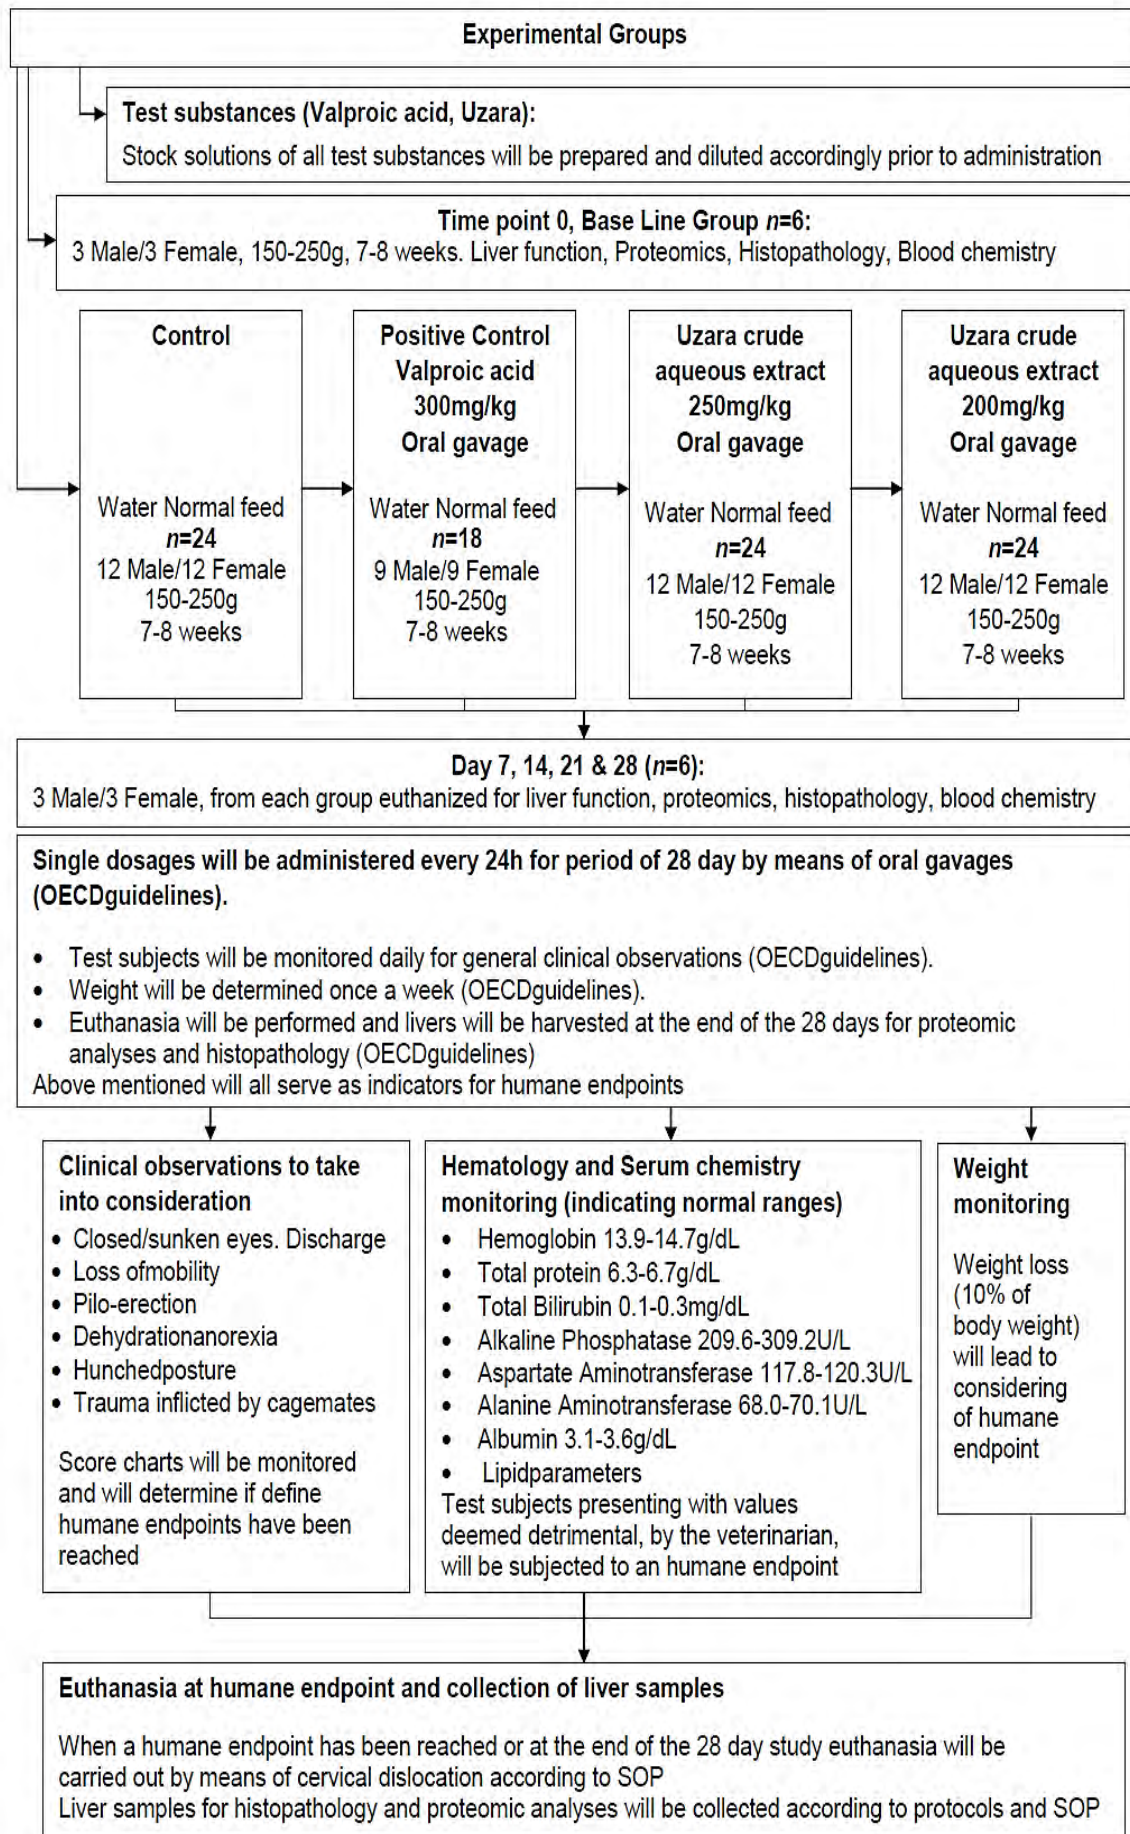 Experimental Groups
Test substances (Valproic acid, Uzara):
Stock solutions of all test substances will be prepared and diluted accordingly prior to administration
Time point 0, Base Line Group n=6:
3 Male/3 Female, 150-250g, 7-8 weeks. Liver function, Proteomics, Histopathology, Blood chemistry
Control
Water Normal feed
n=24
12 Male/12 Female
150-250g
7-8 weeks
Positive Control
Valproic acid
300mg/kg
Oral gavage
Water Normal feed
n=18
9 Male/9 Female
150-250g
7-8 weeks
Uzara crude
aqueous extract
250mg/kg
Oral gavage
Water Normal feed
n=24
12 Male/12 Female
150-250g
7-8 weeks
Uzara crude
aqueous extract
200mg/kg
Oral gavage
Water Normal feed
n=24
12 Male/12 Female
150-250g
7-8 weeks
Day 7, 14, 21 & 28 (n=6):
3 Male/3 Female, from each group euthanized for liver function, proteomics, histopathology, blood chemistry
Single dosages will be administered every 24h for period of 28 day by means of oral gavages
(OECDguidelines).
• Test subjects will be monitored daily for general clinical observations (OECDguidelines).
• Weight will be determined once a week (OECDguidelines).
• Euthanasia will be performed and livers will be harvested at the end of the 28 days for proteomic
analyses and histopathology (OECDguidelines)
Above mentioned will all serve as indicators for humane endpoints
Clinical observations to take
into consideration
• Closed/sunken eyes. Discharge
• Loss ofmobility
• Pilo-erection
• Dehydrationanorexia
• Hunchedposture
• Trauma inflicted by cagemates
Score charts will be monitored
and will determine if define
humane endpoints have been
reached
Hematology and Serum chemistry
monitoring (indicating normal ranges)
• Hemoglobin 13.9-14.7g/dL
• Total protein 6.3-6.7g/dL
• Total Bilirubin 0.1-0.3mg/dL
• Alkaline Phosphatase 209.6-309.2U/L
• Aspartate Aminotransferase 117.8-120.3U/L
• Alanine Aminotransferase 68.0-70.1U/L
• Albumin 3.1-3.6g/dL
• Lipidparameters
Test subjects presenting with values
deemed detrimental, by the veterinarian,
will be subjected to an humane endpoint
Weight
monitoring
Weight loss
(10% of
body weight)
will lead to
considering
of humane
endpoint
Euthanasia at humane endpoint and collection of liver samples
When a humane endpoint has been reached or at the end of the 28 day study euthanasia will be
carried out by means of cervical dislocation according to SOP
Liver samples for histopathology and proteomic analyses will be collected according to protocols and SOP